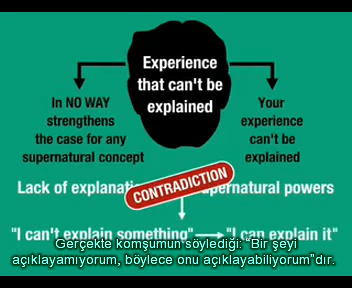 Experience
that can't be
explained
In NO WAY
strengthens
the case for any
supernatural concept
Your
experience
can't be
explained
Lack of explanati
CONTRADICTION
pernatural powers
"I can't explain something" "I can explain it"
Gerçekte komşumun söylediği: “Bir şeyi
açıklayamıyorum, böylece onu açıklayabiliyorum”dır.